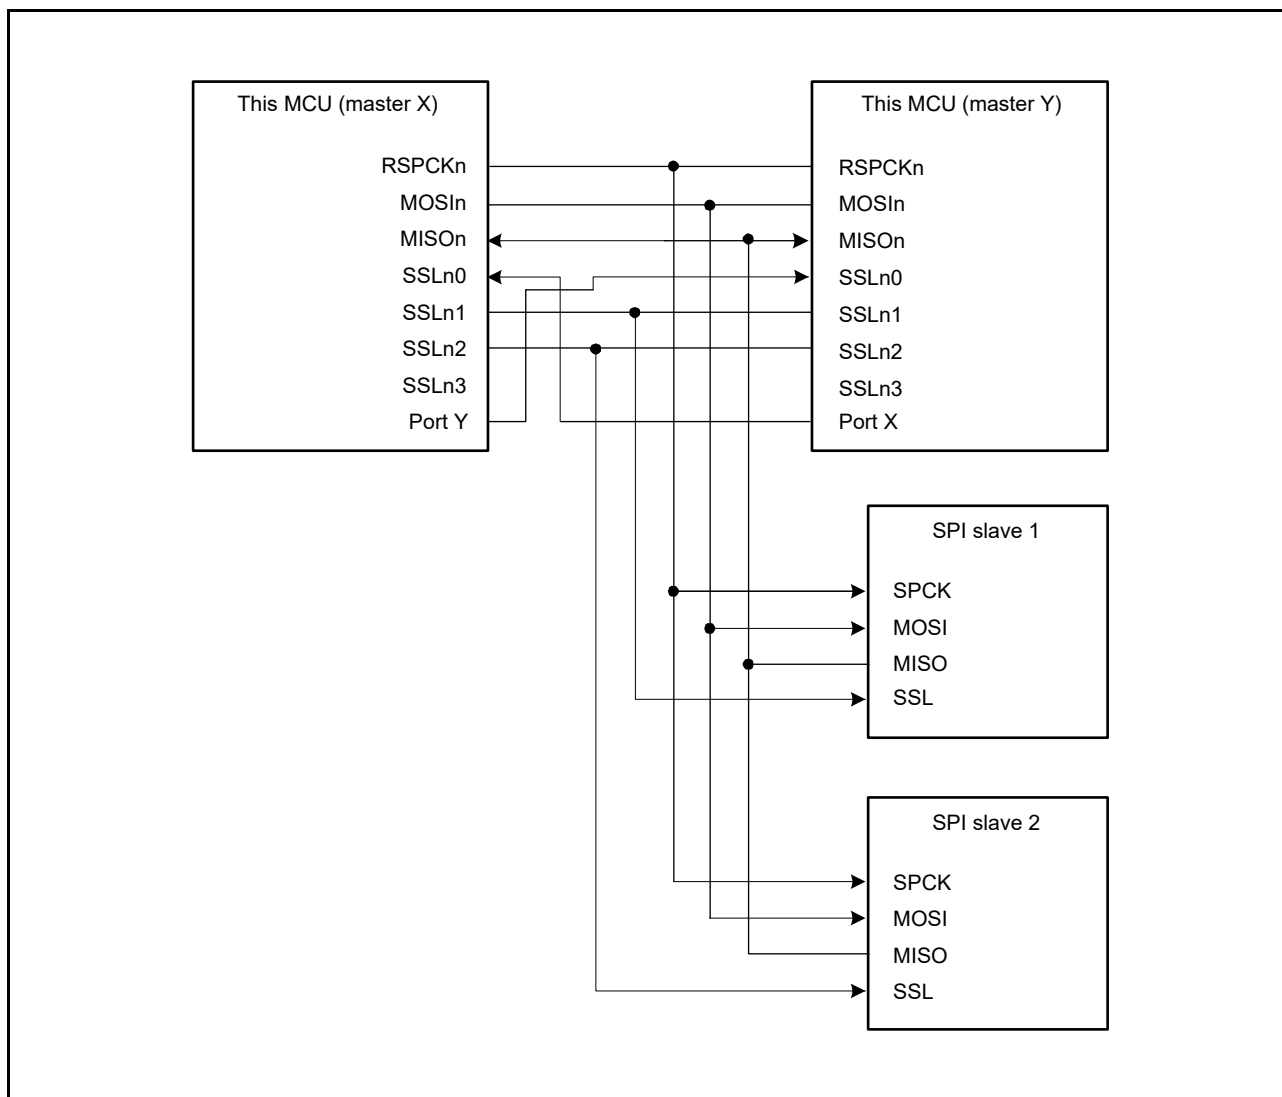 This MCU (master X)
RSPCKn
MOSIn
MISOn
SSLn0
SSLn1
SSLn2
SSLn3
Port Y
This MCU (master Y)
RSPCKn
MOSIn
MISOn
SSLn0
SSLn1
SSLn2
SSLn3
Port X
SPI slave 1
SPCK
MOSI
MISO
SSL
SPI slave 2
SPCK
MOSI
MISO
SSL